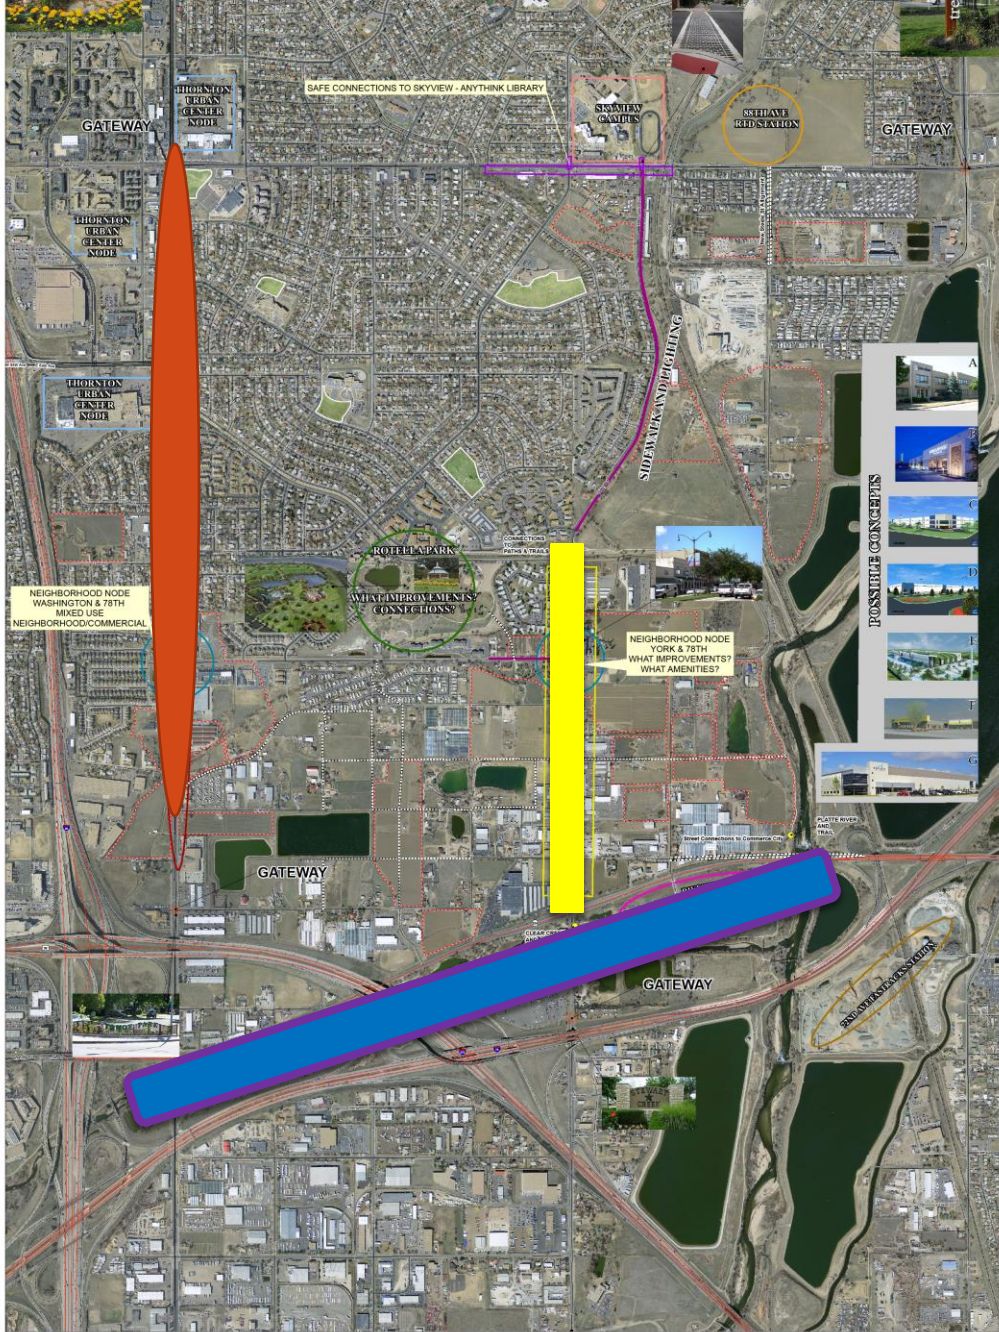 SAFE CONNECTIONS TO SKYVIEW - ANYTHINK LIBRARY
THORNTON
URBAN
CENTER
NODE
GATEWAY
SKYVIEW
CAMPUS
88TH AVE
RTD STATION
GATEWAY
THORNTON
URBAN
CENTER
NODE
SIDEWALK AND LIGHTING
THORNTON
URBAN
CENTER
NODE
POSSIBLE CONCEPTS
A
C
D
E
F
G
CONNECTIONS
TO
PATHS & TRAILS
ROTELLA PARK
WHAT IMPROVEMENTS?
CONNECTIONS?
NEIGHBORHOOD NODE
WASHINGTON & 78TH
MIXED USE
NEIGHBORHOOD/COMMERCIAL
NEIGHBORHOOD NODE
YORK & 78TH
WHAT IMPROVEMENTS?
WHAT AMENITIES?
PLATTE RIVER
AND
TRAIL
Street Connections to Commerce City
GATEWAY
CLEAR
72ND AVE FASTRACKS STATION
GATEWAY